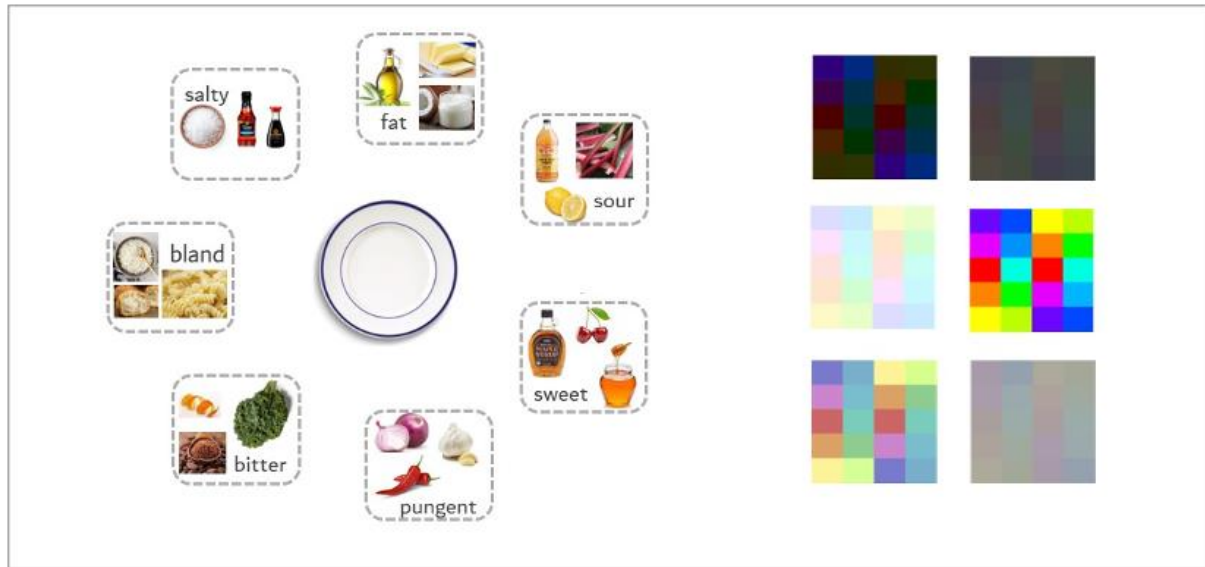 salty
fat
sour
bland
sweet
bitter
pungent